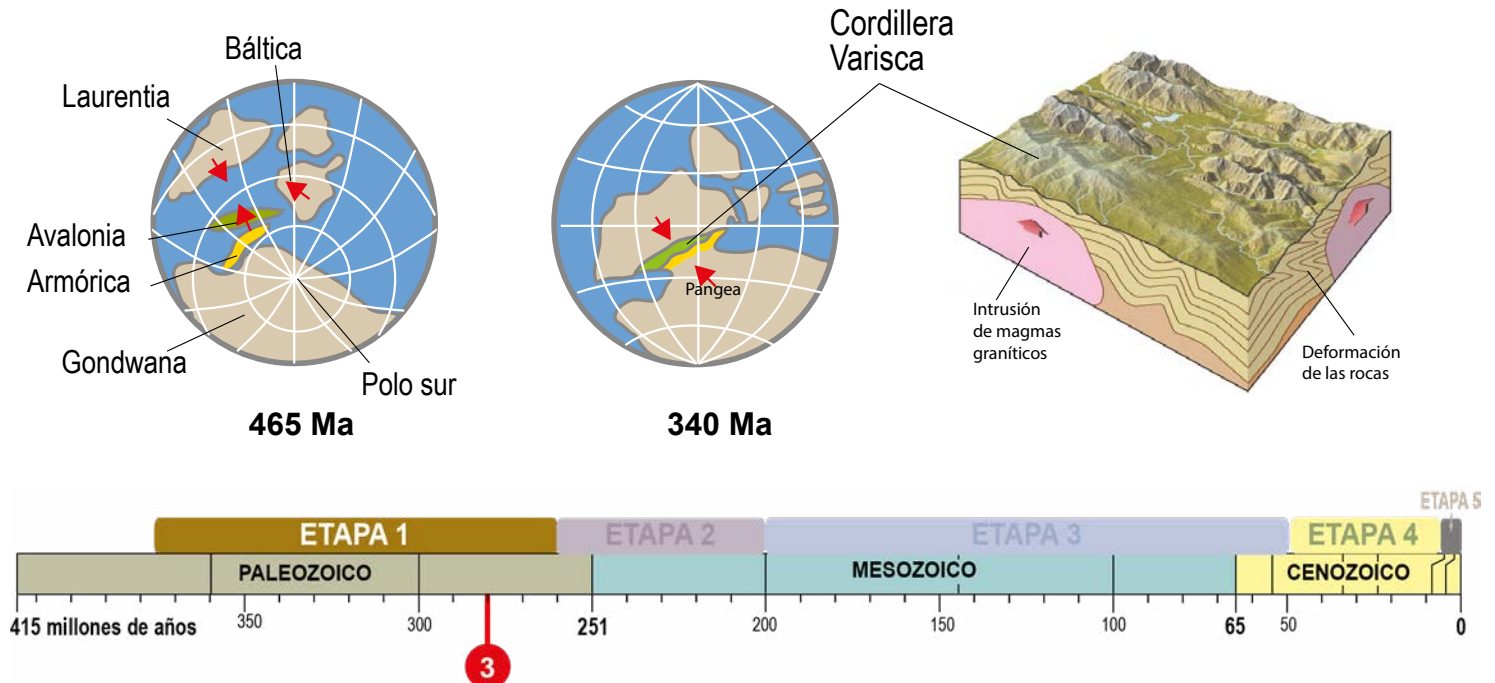 Báltica
Laurentia
Avalonia
Armórica
Gondwana
Polo sur
465 Ma
Cordillera
Varisca
Pangea
340 Ma
Intrusión
de magmas
graníticos
Deformación
de las rocas
ETAPA 1
ETAPA 2
ETAPA 3
ETAPA 4
ETAPA 5
PALEOZOICO
MESOZOICO
CENOZOICO
415 millones de años
350
300
251
200
150
100
65
50
0
3